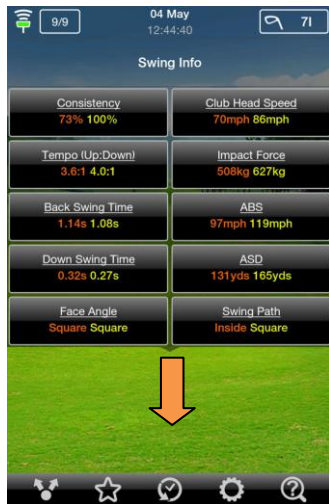 9/9
04 May
12:44:40
7I
Swing Info
Consistency
73% 100%
Club Head Speed
70mph 86mph
Tempo (Up:Down)
3.6:1 4.0:1
Impact Force
508kg 627kg
Back Swing Time
1.14s 1.08s
ABS
97mph 119mph
Down Swing Time
0.32s 0.27s
ASD
131yds 165yds
Face Angle
Square Square
Swing Path
Inside Square